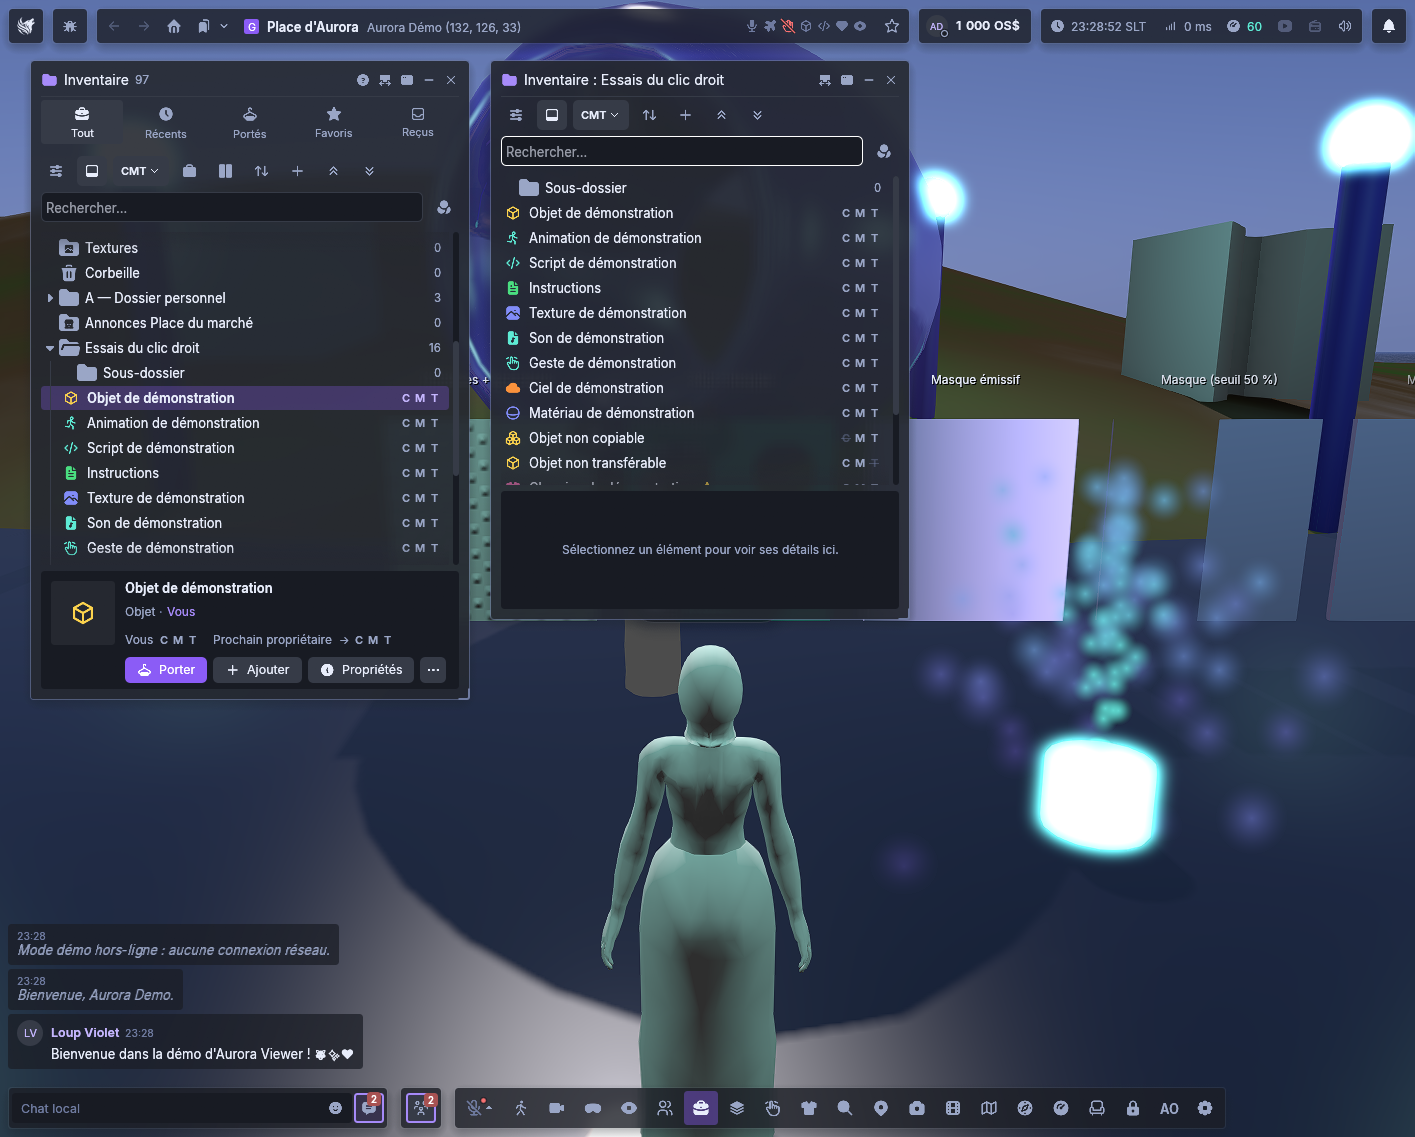 Place d'Aurora Aurora Démo (132, 126, 33)
AD 1 000 OS$
23:28:52 SLT 0 ms 60
Inventaire 97
Tout
Récents
Portés
Favoris
Reçus
CMT
Rechercher...
Textures 0
Corbeille 0
A — Dossier personnel 3
Annonces Place du marché 0
Essais du clic droit 16
Sous-dossier 0
Objet de démonstration C M T
Animation de démonstration C M T
Script de démonstration C M T
Instructions C M T
Texture de démonstration C M T
Son de démonstration C M T
Geste de démonstration C M T
Objet de démonstration
Objet · Vous
Vous C M T Prochain propriétaire → C M T
Porter
Ajouter
Propriétés
Inventaire : Essais du clic droit
CMT
Rechercher...
Sous-dossier 0
Objet de démonstration C M T
Animation de démonstration C M T
Script de démonstration C M T
Instructions C M T
Texture de démonstration C M T
Son de démonstration C M T
Geste de démonstration C M T
Ciel de démonstration C M T
Matériau de démonstration C M T
Objet non copiable C M T
Objet non transférable C M T
Sélectionnez un élément pour voir ses détails ici.
es +
Masque émissif
Masque (seuil 50 %)
M
23:28
Mode démo hors-ligne : aucune connexion réseau.
23:28
Bienvenue, Aurora Demo.
LV Loup Violet 23:28
Bienvenue dans la démo d'Aurora Viewer !
Chat local
2
2
AO